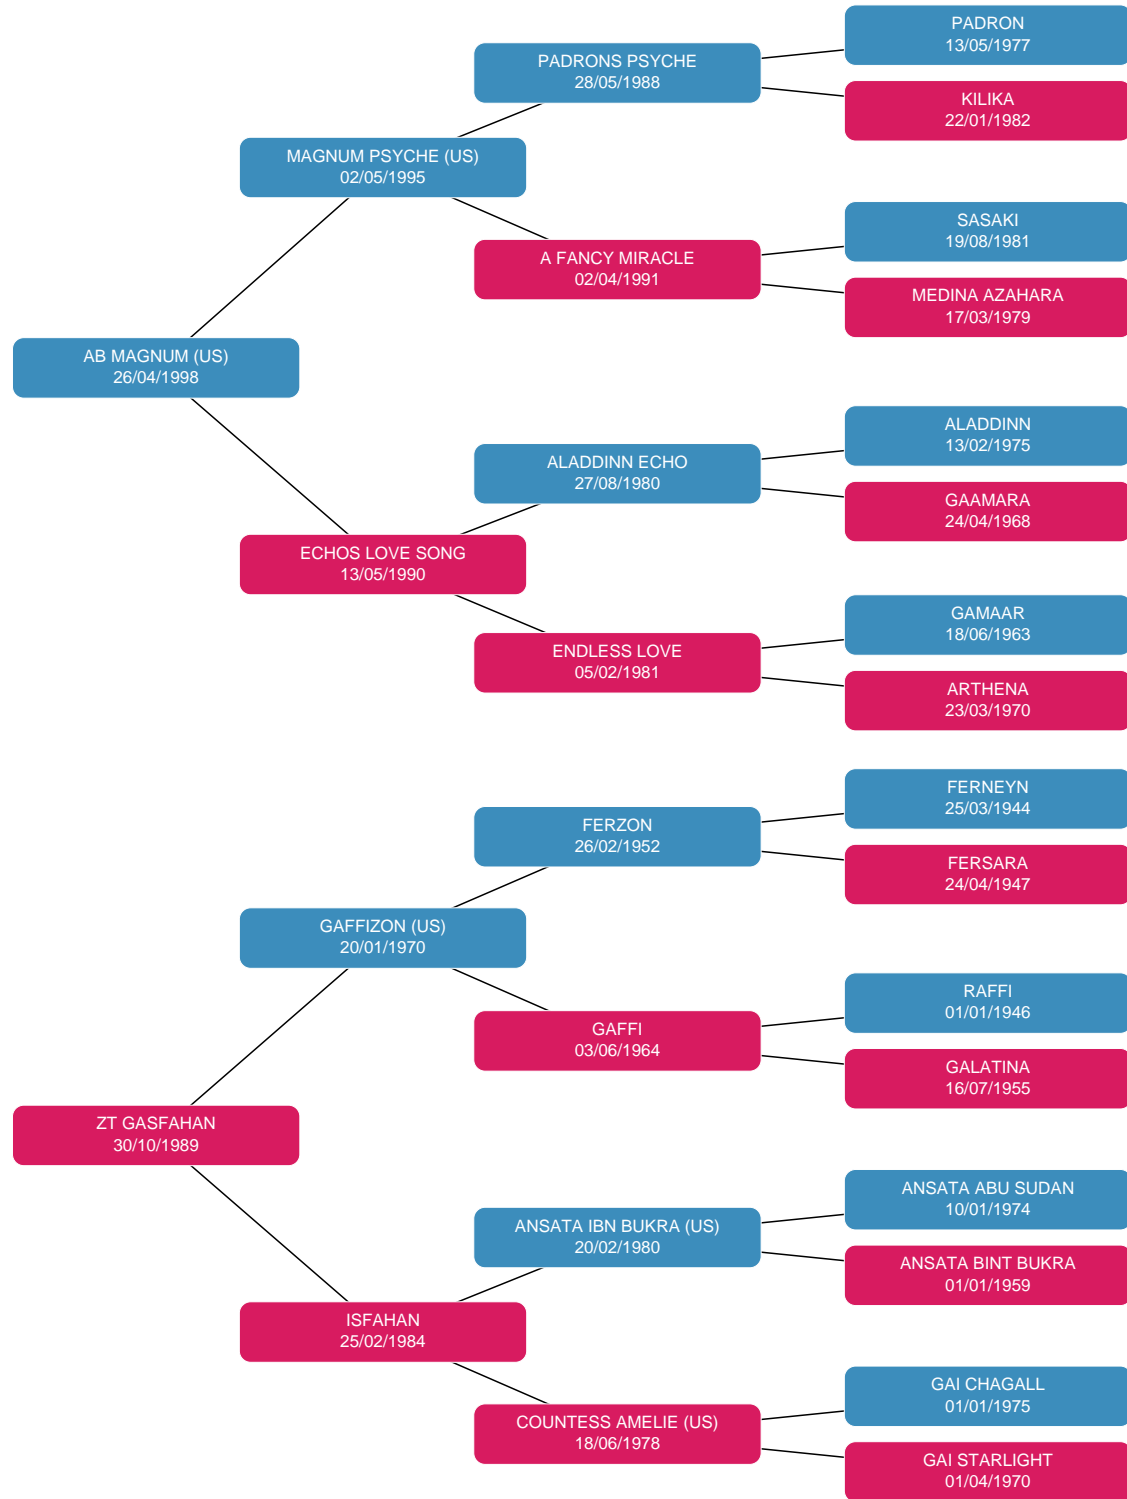 PADRON
13/05/1977
PADRONS PSYCHE
28/05/1988
KILIKA
22/01/1982
MAGNUM PSYCHE (US)
02/05/1995
SASAKI
19/08/1981
A FANCY MIRACLE
02/04/1991
MEDINA AZAHARA
17/03/1979
AB MAGNUM (US)
26/04/1998
ALADDINN
13/02/1975
ALADDINN ECHO
27/08/1980
GAAMARA
24/04/1968
ECHOS LOVE SONG
13/05/1990
GAMAAR
18/06/1963
ENDLESS LOVE
05/02/1981
ARTHENA
23/03/1970
FERNEYN
25/03/1944
FERZON
26/02/1952
FERSARA
24/04/1947
GAFFIZON (US)
20/01/1970
RAFFI
01/01/1946
GAFFI
03/06/1964
GALATINA
16/07/1955
ZT GASFAHAN
30/10/1989
ANSATA ABU SUDAN
10/01/1974
ANSATA IBN BUKRA (US)
20/02/1980
ANSATA BINT BUKRA
01/01/1959
ISFAHAN
25/02/1984
GAI CHAGALL
01/01/1975
COUNTESS AMELIE (US)
18/06/1978
GAI STARLIGHT
01/04/1970